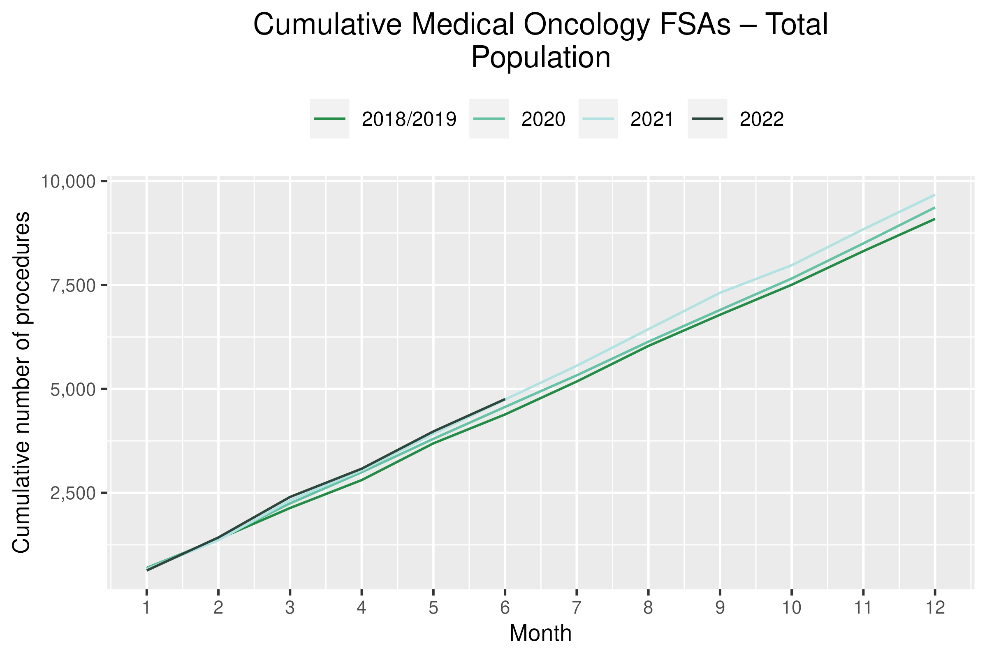 Cumulative Medical Oncology FSAs – Total
Population
2018/2019 2020 2021 2022
Cumulative number of procedures
10,000
7,500
5,000
2,500
1 2 3 4 5 6 7 8 9 10 11 12
Month